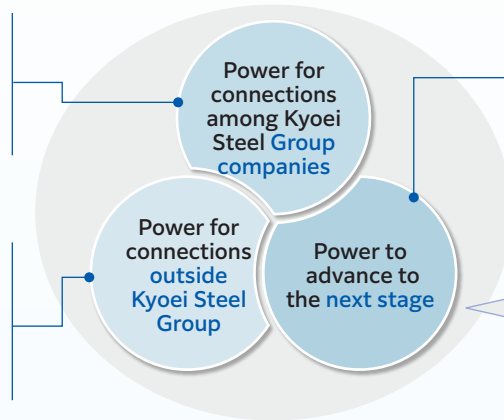 Power for
connections
among Kyoei
Steel Group
companies
Power for
connections
outside
Kyoei Steel
Group
Power to
advance to
the next stage